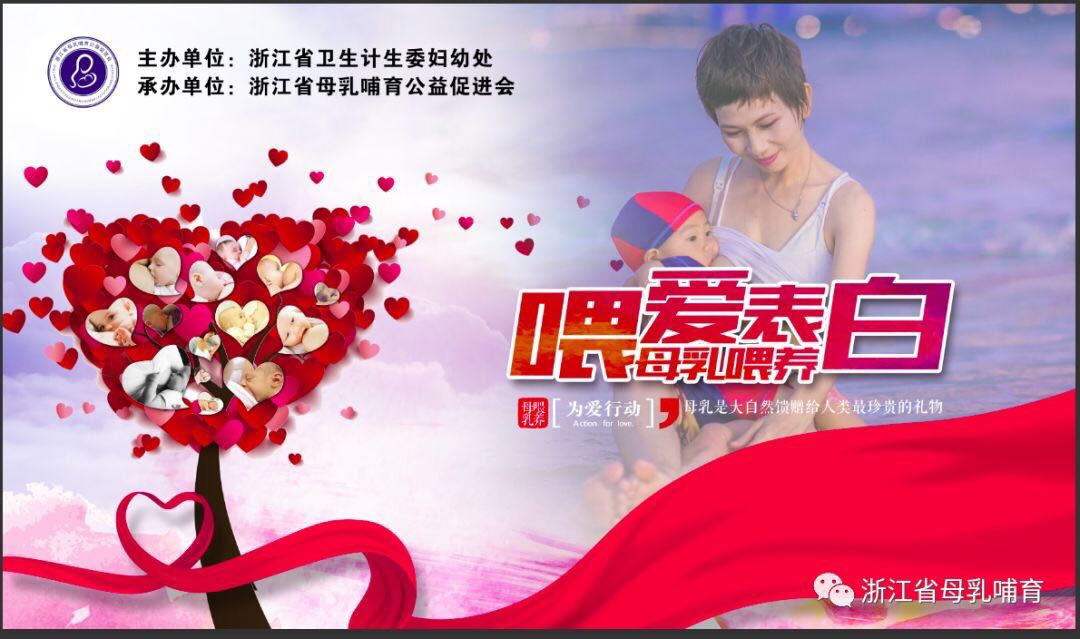 主办单位：浙江省卫生计生委妇幼处
承办单位：浙江省母乳哺育公益促进会
喂爱表白
母乳喂养
母乳喂养
[为爱行动]
Action for love.
母乳是大自然馈赠给人类最珍贵的礼物
浙江省母乳哺育